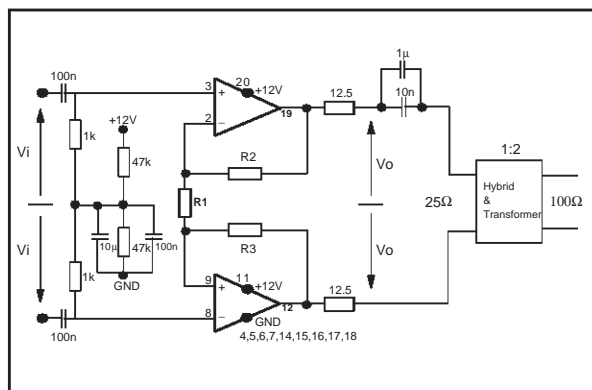 100n
Vi
1k
+12V
47k
10μ
47k
100n
GND
1k
Vi
100n
3
+
20
+12V
2
–
19
R2
R1
R3
9
+
11
+12V
8
–
12
GND
4,5,6,7,14,15,16,17,18
12.5
1μ
10n
Vo
Vo
12.5
25Ω
1:2
Hybrid
&
Transformer
100Ω